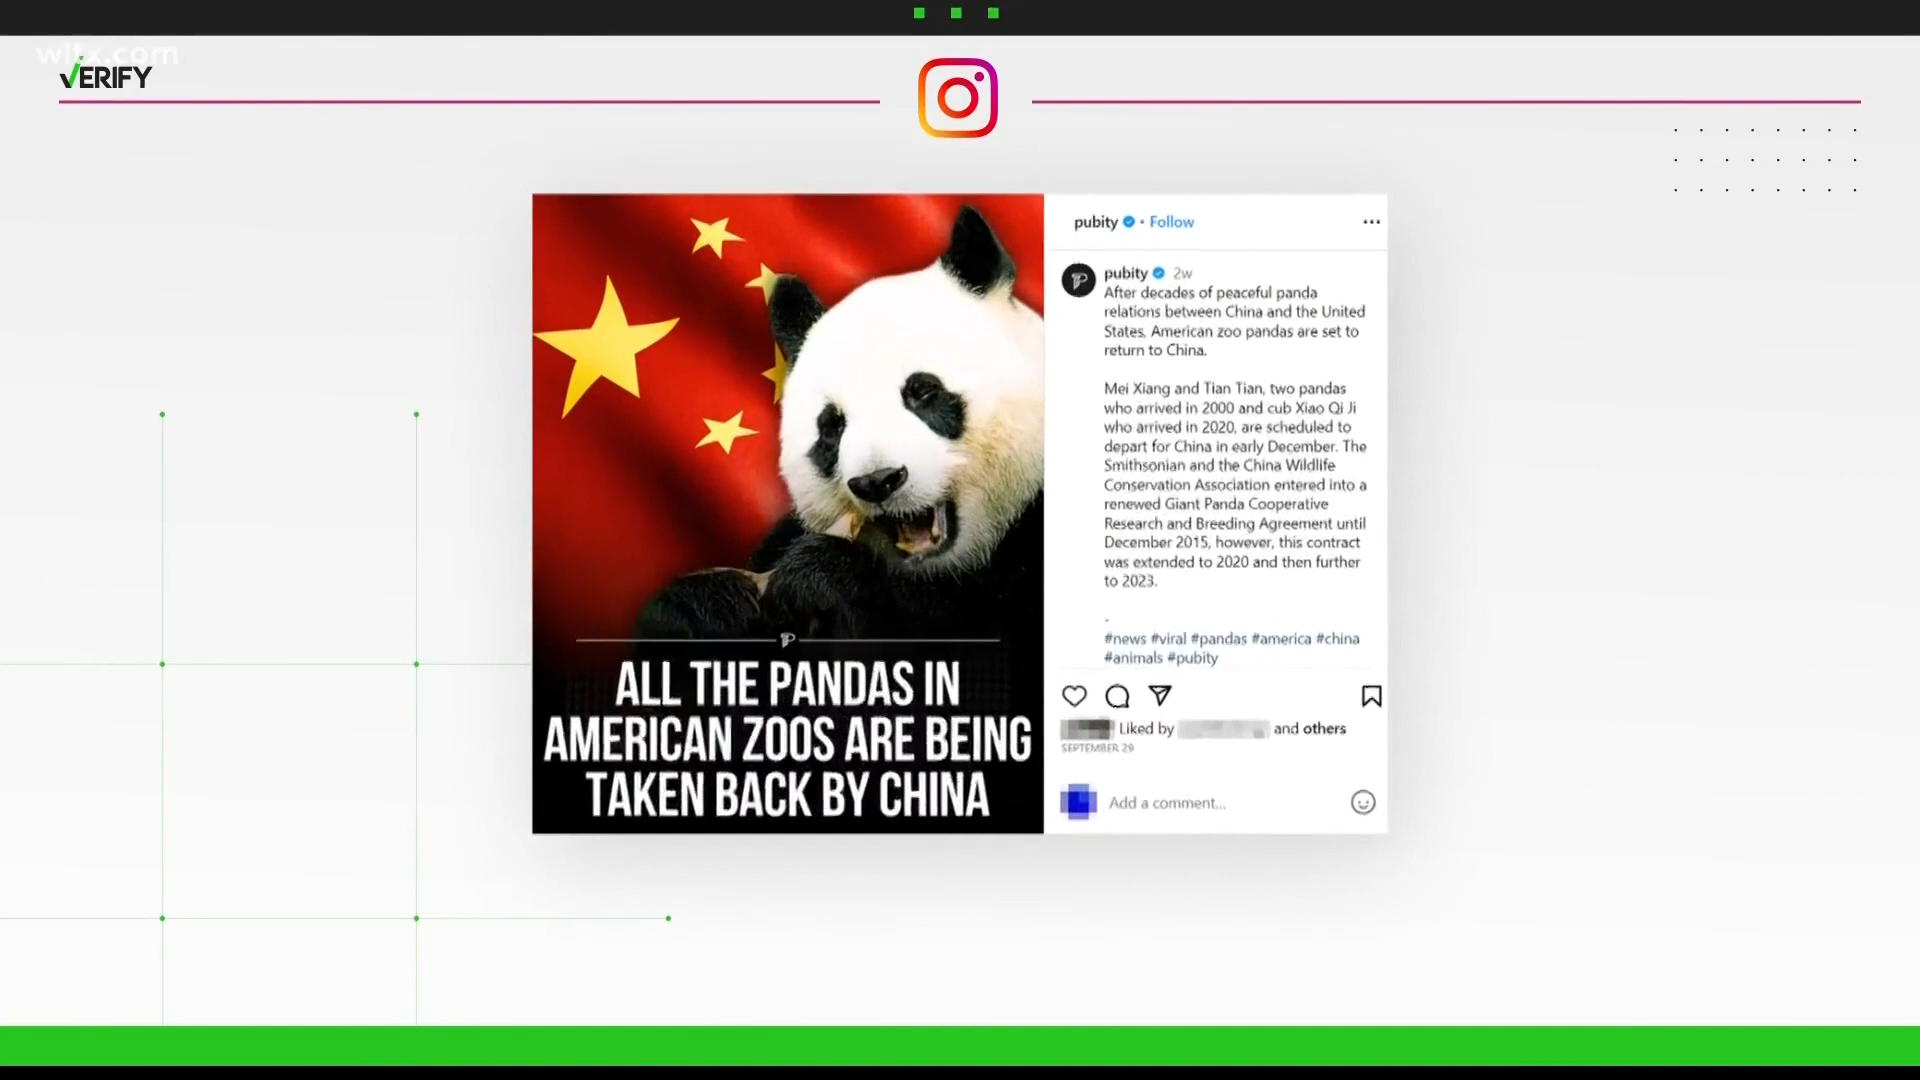 wltx.com
VERIFY
ALL THE PANDAS IN
AMERICAN ZOOS ARE BEING
TAKEN BACK BY CHINA
pubity • Follow
pubity 2w
After decades of peaceful panda
relations between China and the United
States, American zoo pandas are set to
return to China.
Mei Xiang and Tian Tian, two pandas
who arrived in 2000 and cub Xiao Qi Ji
who arrived in 2020, are scheduled to
depart for China in early December. The
Smithsonian and the China Wildlife
Conservation Association entered into a
renewed Giant Panda Cooperative
Research and Breeding Agreement until
December 2015, however, this contract
was extended to 2020 and then further
to 2023.
-
#news #viral #pandas #america #china
#animals #pubity
Liked by and others
SEPTEMBER 29
Add a comment...